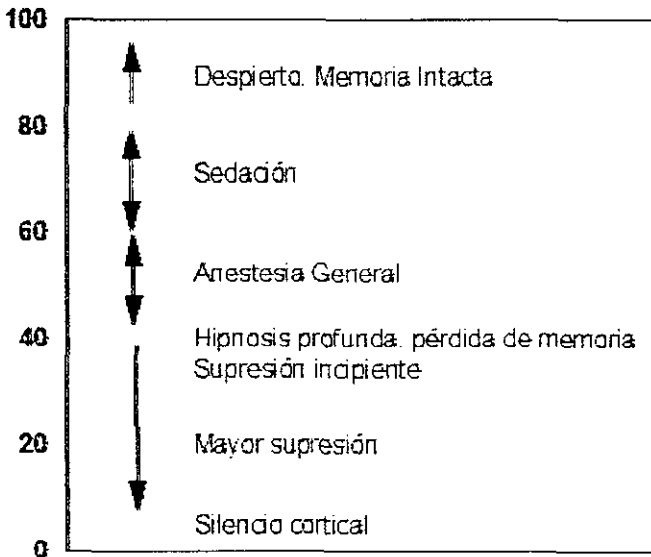 100
Despierto. Memoria Intacta
80
Sedación
60
Anestesia General
40
Hipnosis profunda. pérdida de memoria
Supresión incipiente
20
Mayor supresión
Silencio cortical
0